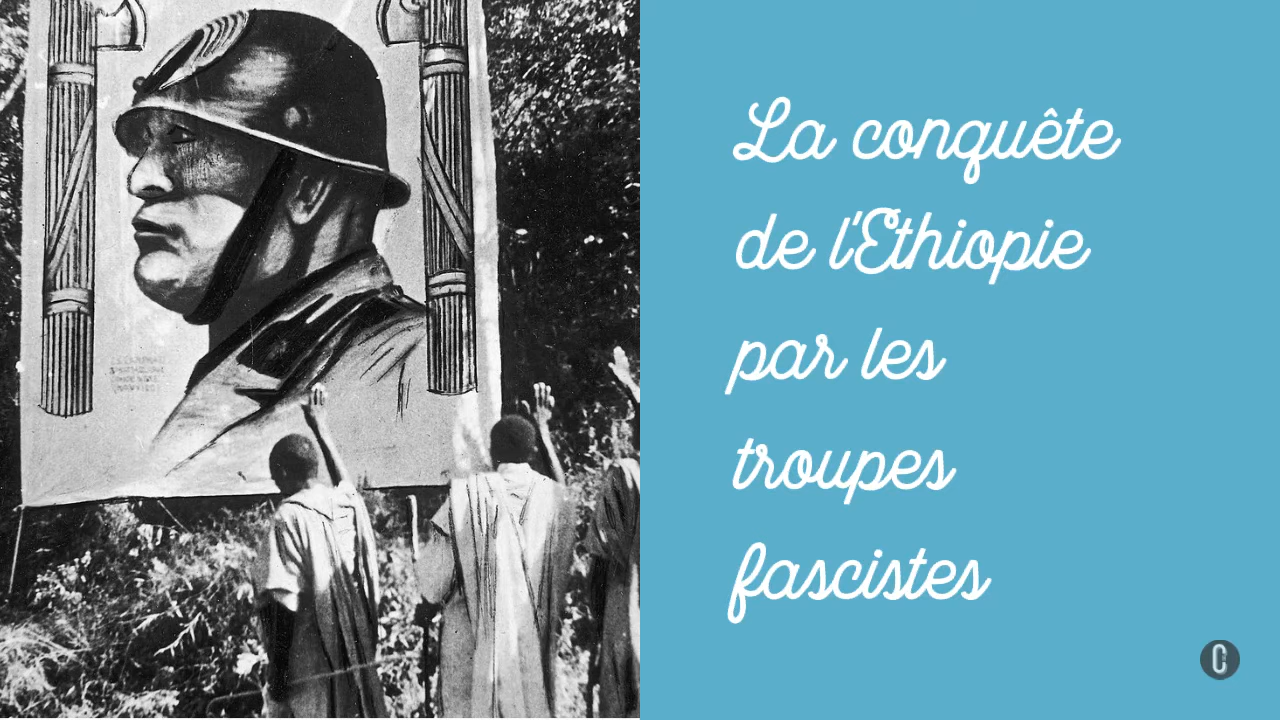 La conquête
de l'Ethiopie
par les
troupes
fascistes
C